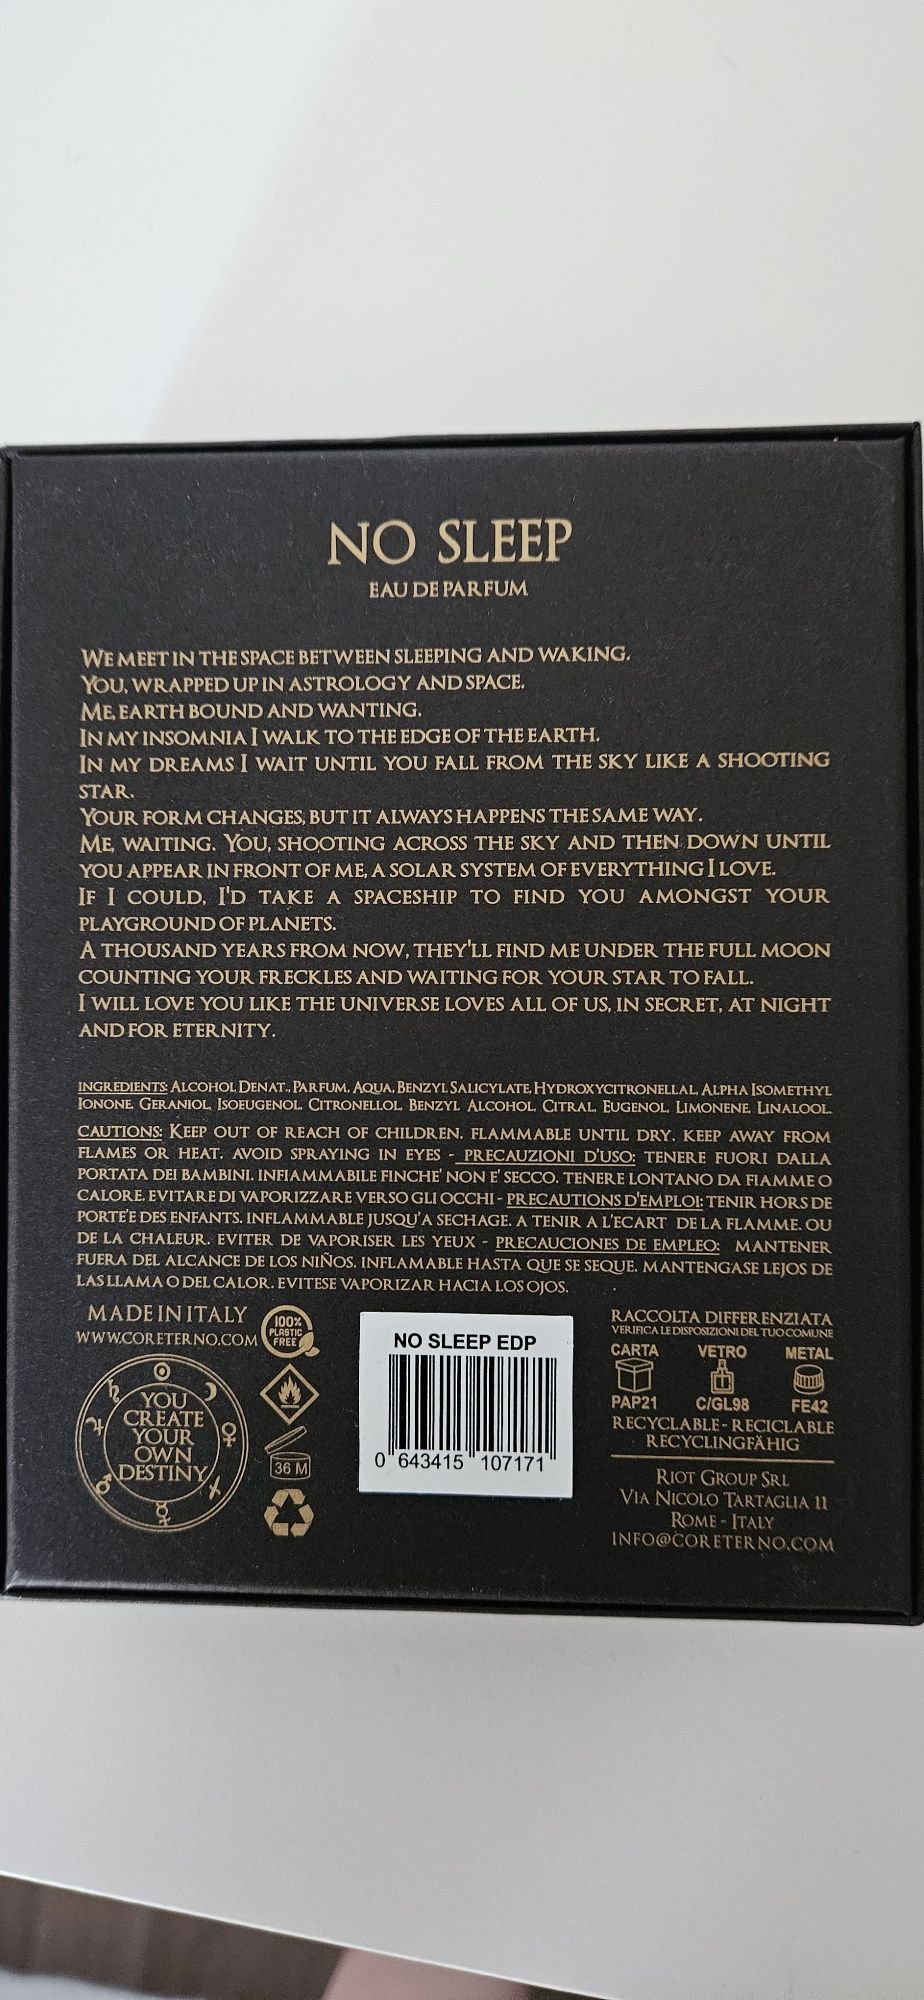 NO SLEEP
EAU DE PARFUM
WE MEET IN THE SPACE BETWEEN SLEEPING AND WAKING.
YOU, WRAPPED UP IN ASTROLOGY AND SPACE.
ME, EARTH BOUND AND WANTING.
IN MY INSOMNIA I WALK TO THE EDGE OF THE EARTH.
IN MY DREAMS I WAIT UNTIL YOU FALL FROM THE SKY LIKE A SHOOTING
STAR.
YOUR FORM CHANGES, BUT IT ALWAYS HAPPENS THE SAME WAY.
ME, WAITING. YOU, SHOOTING ACROSS THE SKY AND THEN DOWN UNTIL
YOU APPEAR IN FRONT OF ME, A SOLAR SYSTEM OF EVERYTHING I LOVE.
IF I COULD, I'D TAKE A SPACESHIP TO FIND YOU AMONGST YOUR
PLAYGROUND OF PLANETS.
A THOUSAND YEARS FROM NOW, THEY'LL FIND ME UNDER THE FULL MOON
COUNTING YOUR FRECKLES AND WAITING FOR YOUR STAR TO FALL.
I WILL LOVE YOU LIKE THE UNIVERSE LOVES ALL OF US, IN SECRET, AT NIGHT
AND FOR ETERNITY.
INGREDIENTS: ALCOHOL DENAT., PARFUM, AQUA, BENZYL SALICYLATE, HYDROXYCITRONELLAL, ALPHA ISOMETHYL
IONONE, GERANIOL, ISOEUGENOL, CITRONELLOL, BENZYL ALCOHOL, CITRAL, EUGENOL, LIMONENE, LINALOOL.
CAUTIONS: KEEP OUT OF REACH OF CHILDREN. FLAMMABLE UNTIL DRY. KEEP AWAY FROM
FLAMES OR HEAT. AVOID SPRAYING IN EYES - PRECAUZIONI D'USO: TENERE FUORI DALLA
PORTATA DEI BAMBINI. INFIAMMABILE FINCHE' NON E' SECCO. TENERE LONTANO DA FIAMME O
CALORE. EVITARE DI VAPORIZZARE VERSO GLI OCCHI - PRECAUTIONS D'EMPLOI: TENIR HORS DE
PORTE'E DES ENFANTS. INFLAMMABLE JUSQU'A SECHAGE. A TENIR A L'ECART DE LA FLAMME. OU
DE LA CHALEUR. EVITER DE VAPORISER LES YEUX - PRECAUCIONES DE EMPLEO: MANTENER
FUERA DEL ALCANCE DE LOS NIÑOS. INFLAMABLE HASTA QUE SE SEQUE. MANTENGASE LEJOS DE
LAS LLAMA O DEL CALOR. EVITESE VAPORIZAR HACIA LOS OJOS.
MADE IN ITALY
WWW.CORETERNO.COM
100%
PLASTIC
FREE
YOU
CREATE
YOUR
OWN
DESTINY
36 M
NO SLEEP EDP
0 643415 107171
RACCOLTA DIFFERENZIATA
VERIFICA LE DISPOSIZIONI DEL TUO COMUNE
CARTA VETRO METAL
PAP21 C/GL98 FE42
RECYCLABLE - RECICLABLE
RECYCLINGFÄHIG
RIOT GROUP SRL
VIA NICOLO TARTAGLIA 11
ROME - ITALY
INFO@CORETERNO.COM